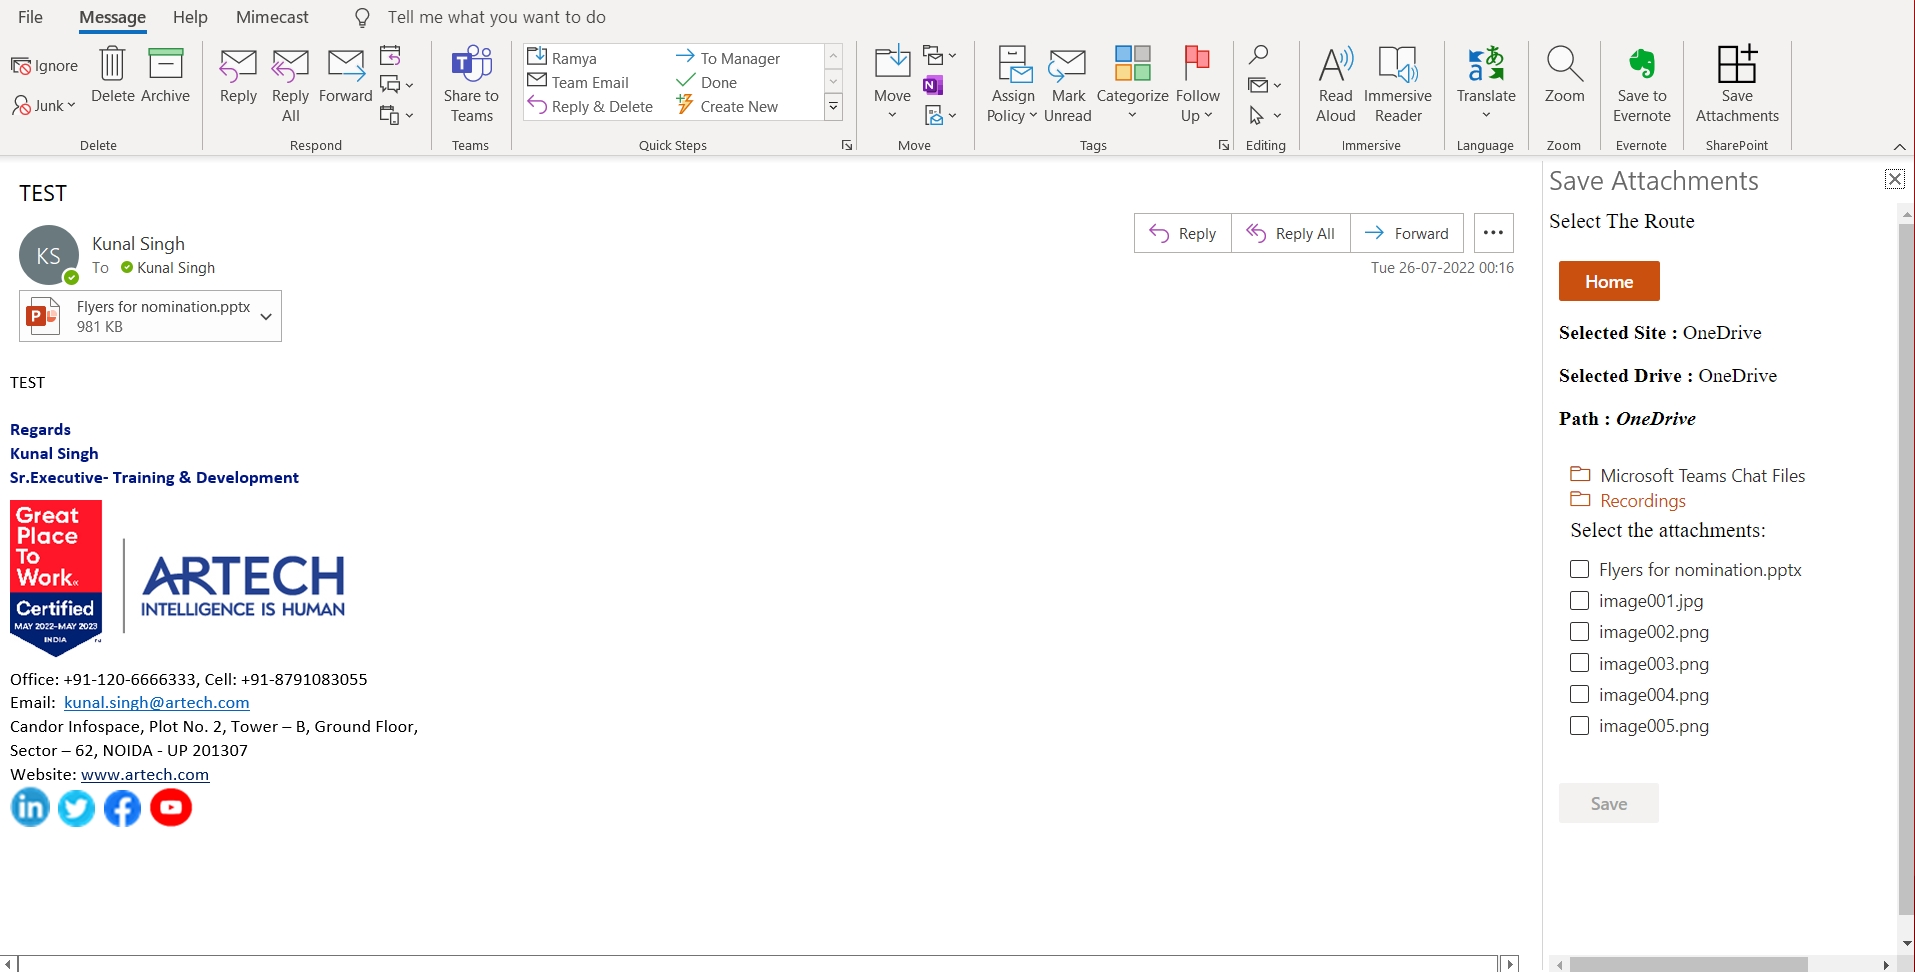 File Message Help Mimecast Tell me what you want to do
Ignore
Junk
Delete Archive
Delete
Reply Reply All Forward
Respond
Share to Teams
Teams
Ramya To Manager
Team Email Done
Reply & Delete Create New
Quick Steps
Move
Move
Assign Policy Mark Unread Categorize Follow Up
Tags
Editing
Read Aloud Immersive Reader
Immersive
Translate
Language
Zoom
Zoom
Save to Evernote
Evernote
Save Attachments
SharePoint
TEST
KS
Kunal Singh
To Kunal Singh
Reply Reply All Forward
Tue 26-07-2022 00:16
Flyers for nomination.pptx
981 KB
TEST
Regards
Kunal Singh
Sr.Executive- Training & Development
Great
Place
To
Work
Certified
MAY 2022-MAY 2023
INDIA
ARTECH
INTELLIGENCE IS HUMAN
Office: +91-120-6666333, Cell: +91-8791083055
Email: kunal.singh@artech.com
Candor Infospace, Plot No. 2, Tower – B, Ground Floor,
Sector – 62, NOIDA - UP 201307
Website: www.artech.com
Save Attachments
Select The Route
Home
Selected Site : OneDrive
Selected Drive : OneDrive
Path : OneDrive
Microsoft Teams Chat Files
Recordings
Select the attachments:
Flyers for nomination.pptx
image001.jpg
image002.png
image003.png
image004.png
image005.png
Save